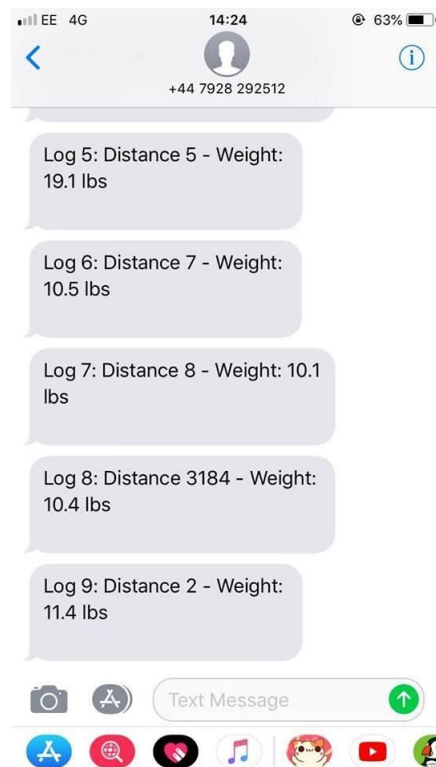 EE 4G 14:24 63%
+44 7928 292512
Log 5: Distance 5 - Weight:
19.1 lbs
Log 6: Distance 7 - Weight:
10.5 lbs
Log 7: Distance 8 - Weight: 10.1
lbs
Log 8: Distance 3184 - Weight:
10.4 lbs
Log 9: Distance 2 - Weight:
11.4 lbs
Text Message